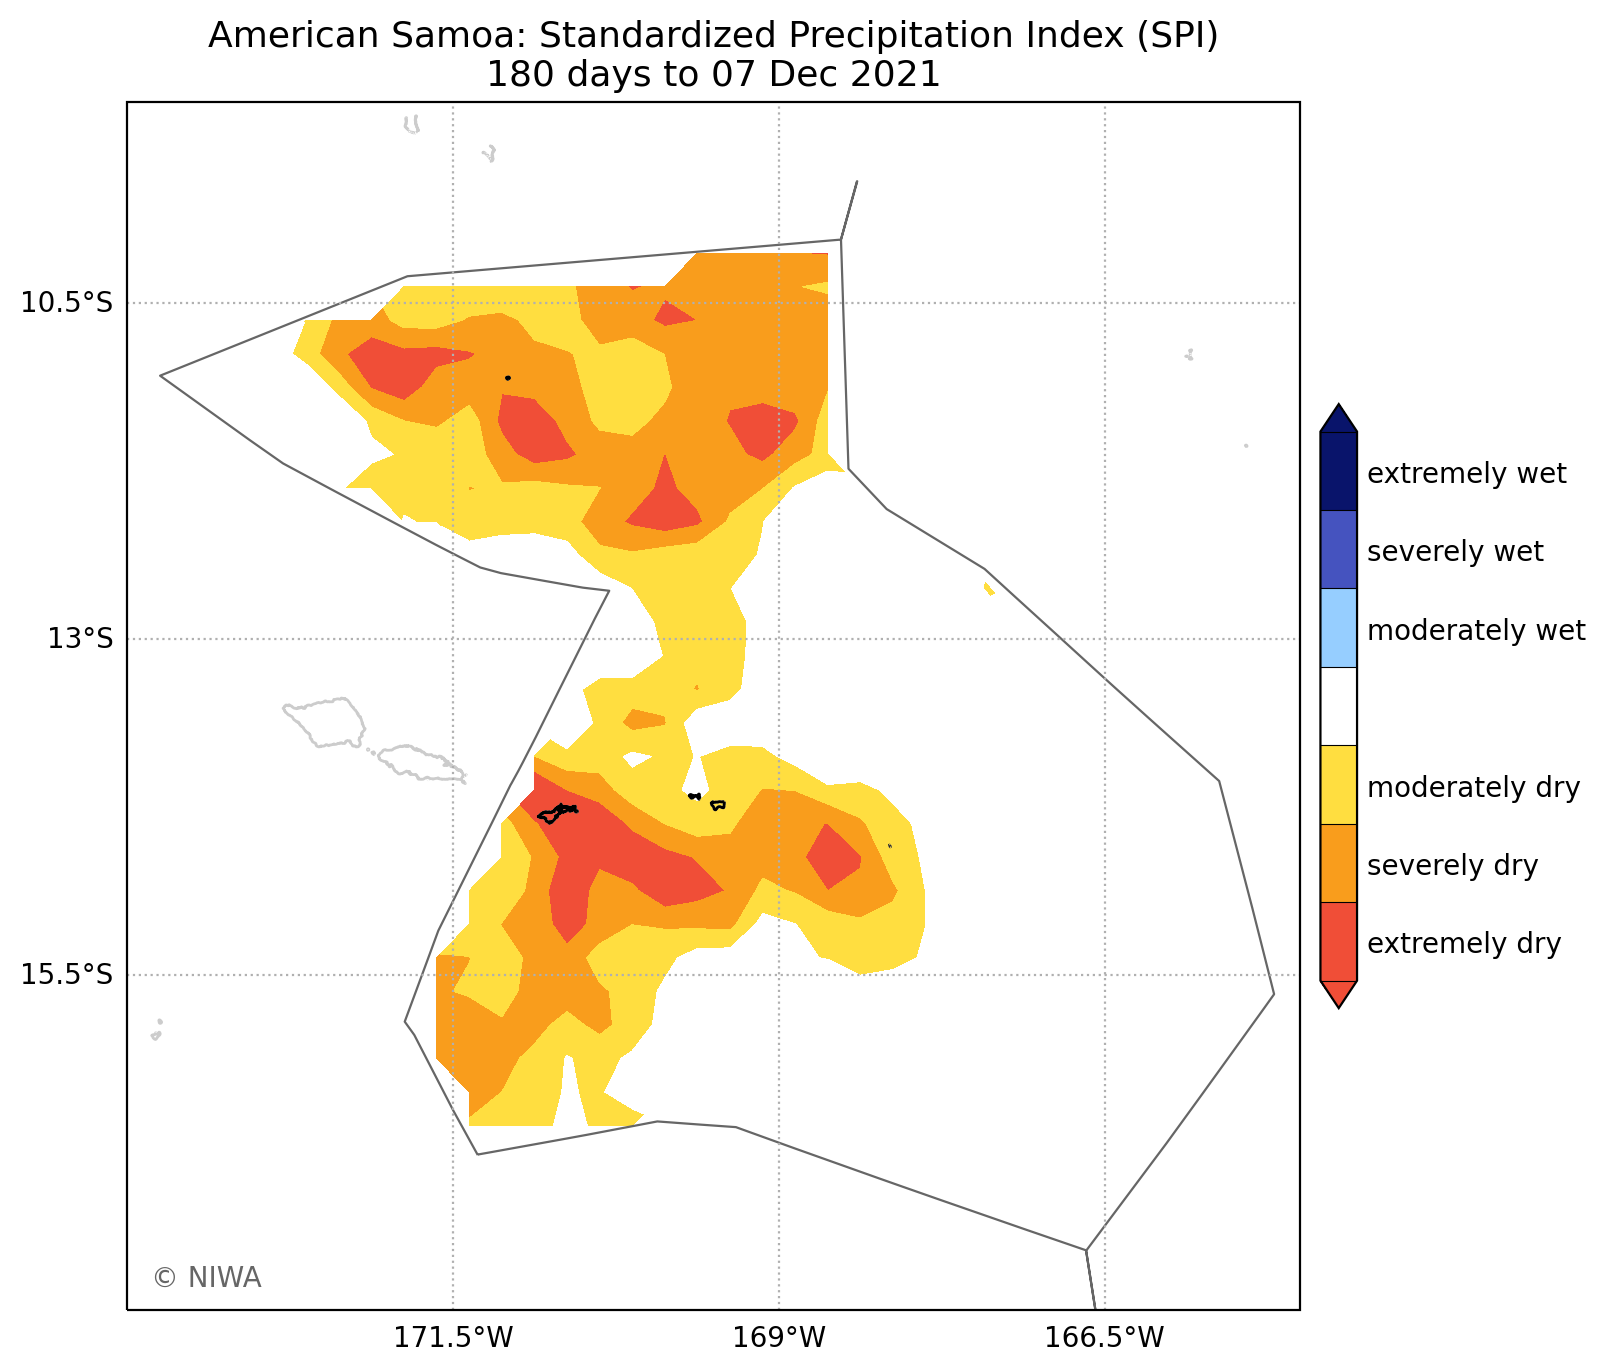 American Samoa: Standardized Precipitation Index (SPI)
180 days to 07 Dec 2021
10.5°S
13°S
15.5°S
171.5°W
169°W
166.5°W
extremely wet
severely wet
moderately wet
moderately dry
severely dry
extremely dry
© NIWA